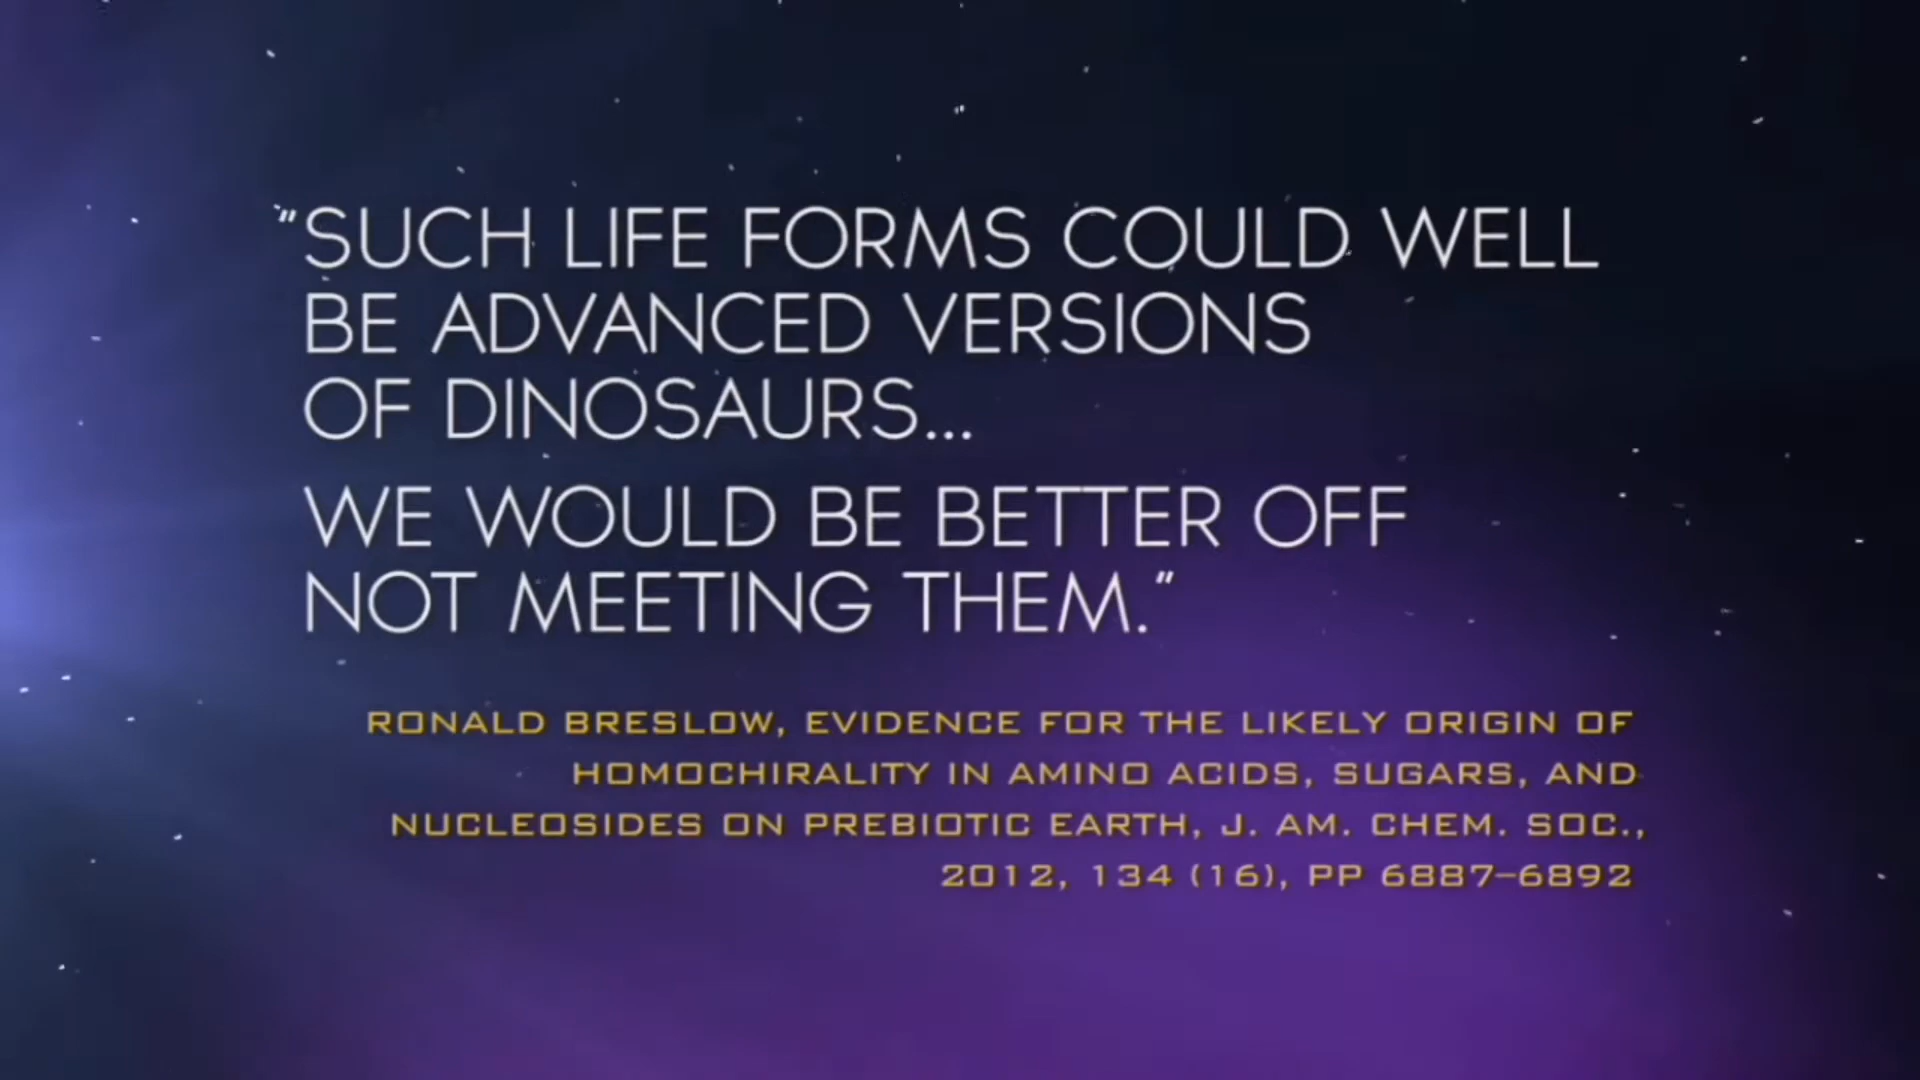 "SUCH LIFE FORMS COULD WELL
BE ADVANCED VERSIONS
OF DINOSAURS...
WE WOULD BE BETTER OFF
NOT MEETING THEM."
RONALD BRESLOW, EVIDENCE FOR THE LIKELY ORIGIN OF
HOMOCHIRALITY IN AMINO ACIDS, SUGARS, AND
NUCLEOSIDES ON PREBIOTIC EARTH, J. AM. CHEM. SOC.,
2012, 134 (16), PP 6887–6892